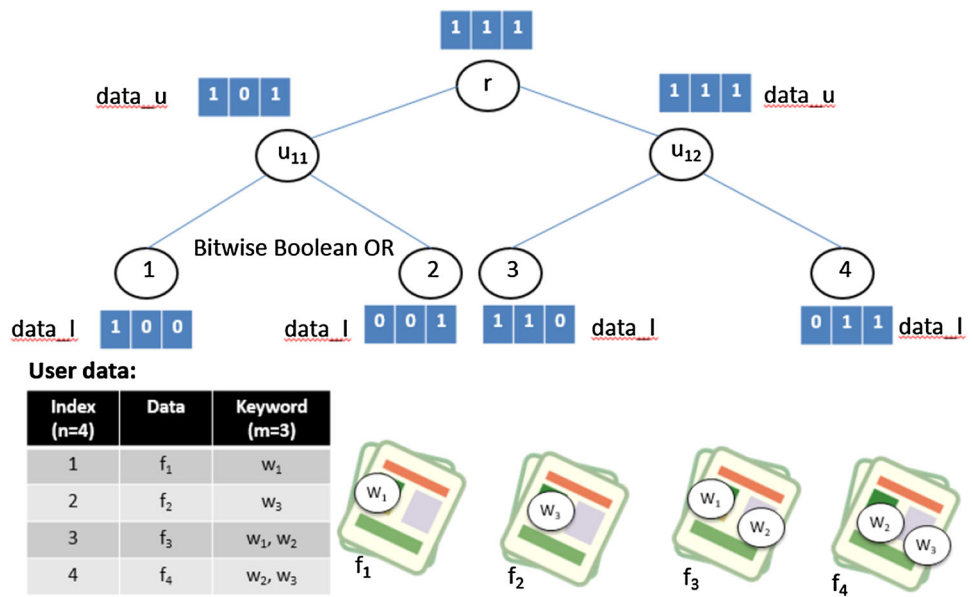 1 1 1
r
data_u 1 0 1
1 1 1 data_u
u11
u12
Bitwise Boolean OR
1
2
3
4
data_l 1 0 0
data_l 0 0 1
1 1 0 data_l
0 1 1 data_l
User data:
Index (n=4) Data Keyword (m=3)
1 f1 w1
2 f2 w3
3 f3 w1, w2
4 f4 w2, w3
W1
f1
W3
f2
W1
W2
f3
W2
W3
f4